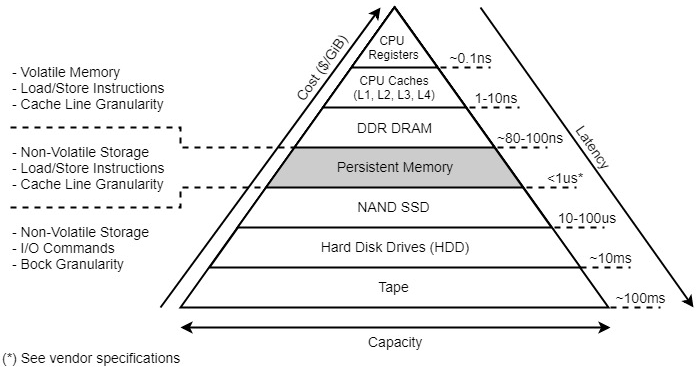 CPU
Registers
~0.1ns
Cost ($/GiB)
- Volatile Memory
- Load/Store Instructions
- Cache Line Granularity
CPU Caches
(L1, L2, L3, L4)
1-10ns
DDR DRAM
~80-100ns
Latency
- Non-Volatile Storage
- Load/Store Instructions
- Cache Line Granularity
Persistent Memory
<1us*
NAND SSD
10-100us
- Non-Volatile Storage
- I/O Commands
- Bock Granularity
Hard Disk Drives (HDD)
~10ms
Tape
~100ms
Capacity
(*) See vendor specifications